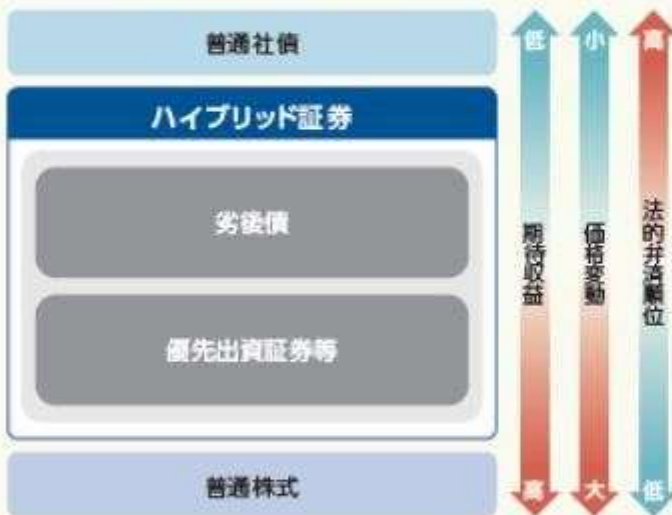 普通社債
ハイブリッド証券
劣後債
優先出資証券等
普通株式
低
期待収益
高
小
価格変動
大
高
法的弁済順位
低